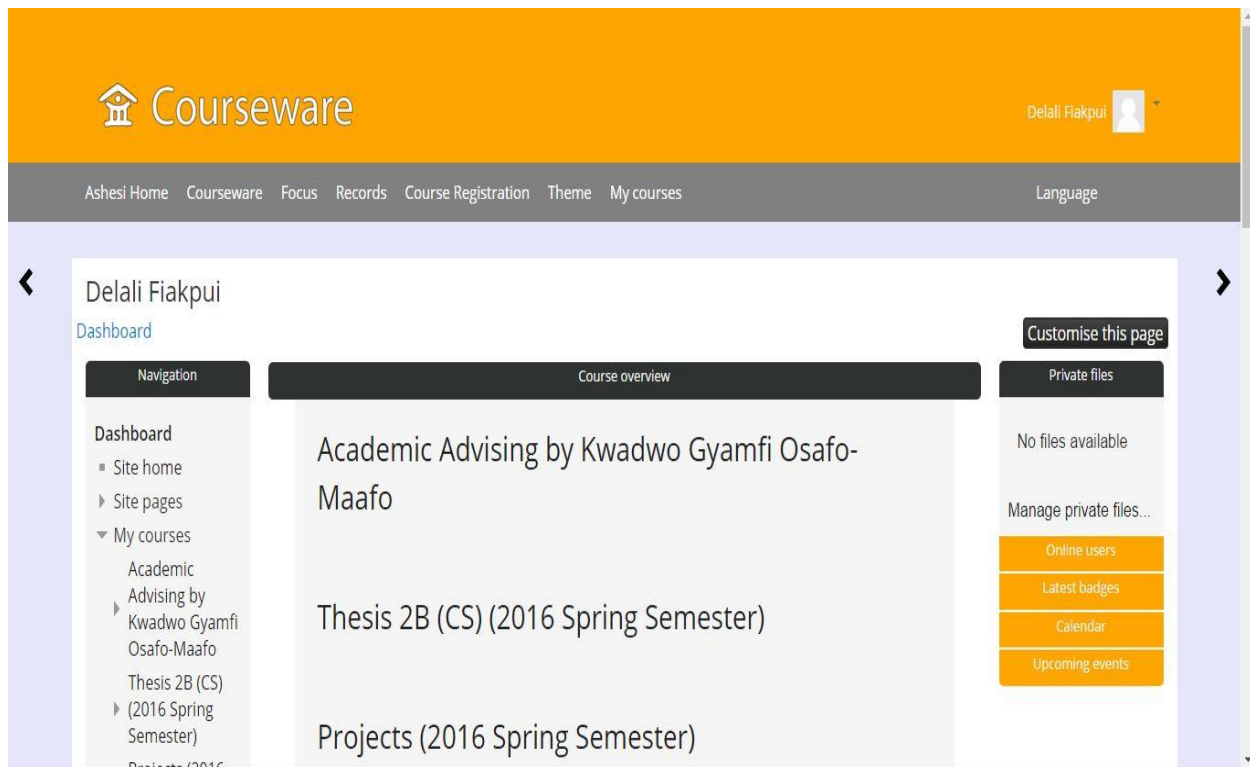 Courseware
Delali Fiakpui
Ashesi Home Courseware Focus Records Course Registration Theme My courses Language
Delali Fiakpui
Dashboard
Customise this page
Navigation
Dashboard
Site home
Site pages
My courses
Academic
Advising by
Kwadwo Gyamfi
Osafo-Maafo
Thesis 2B (CS)
(2016 Spring
Semester)
Projects (2016
Course overview
Academic Advising by Kwadwo Gyamfi Osafo-
Maafo
Thesis 2B (CS) (2016 Spring Semester)
Projects (2016 Spring Semester)
Private files
No files available
Manage private files...
Online users
Latest badges
Calendar
Upcoming events